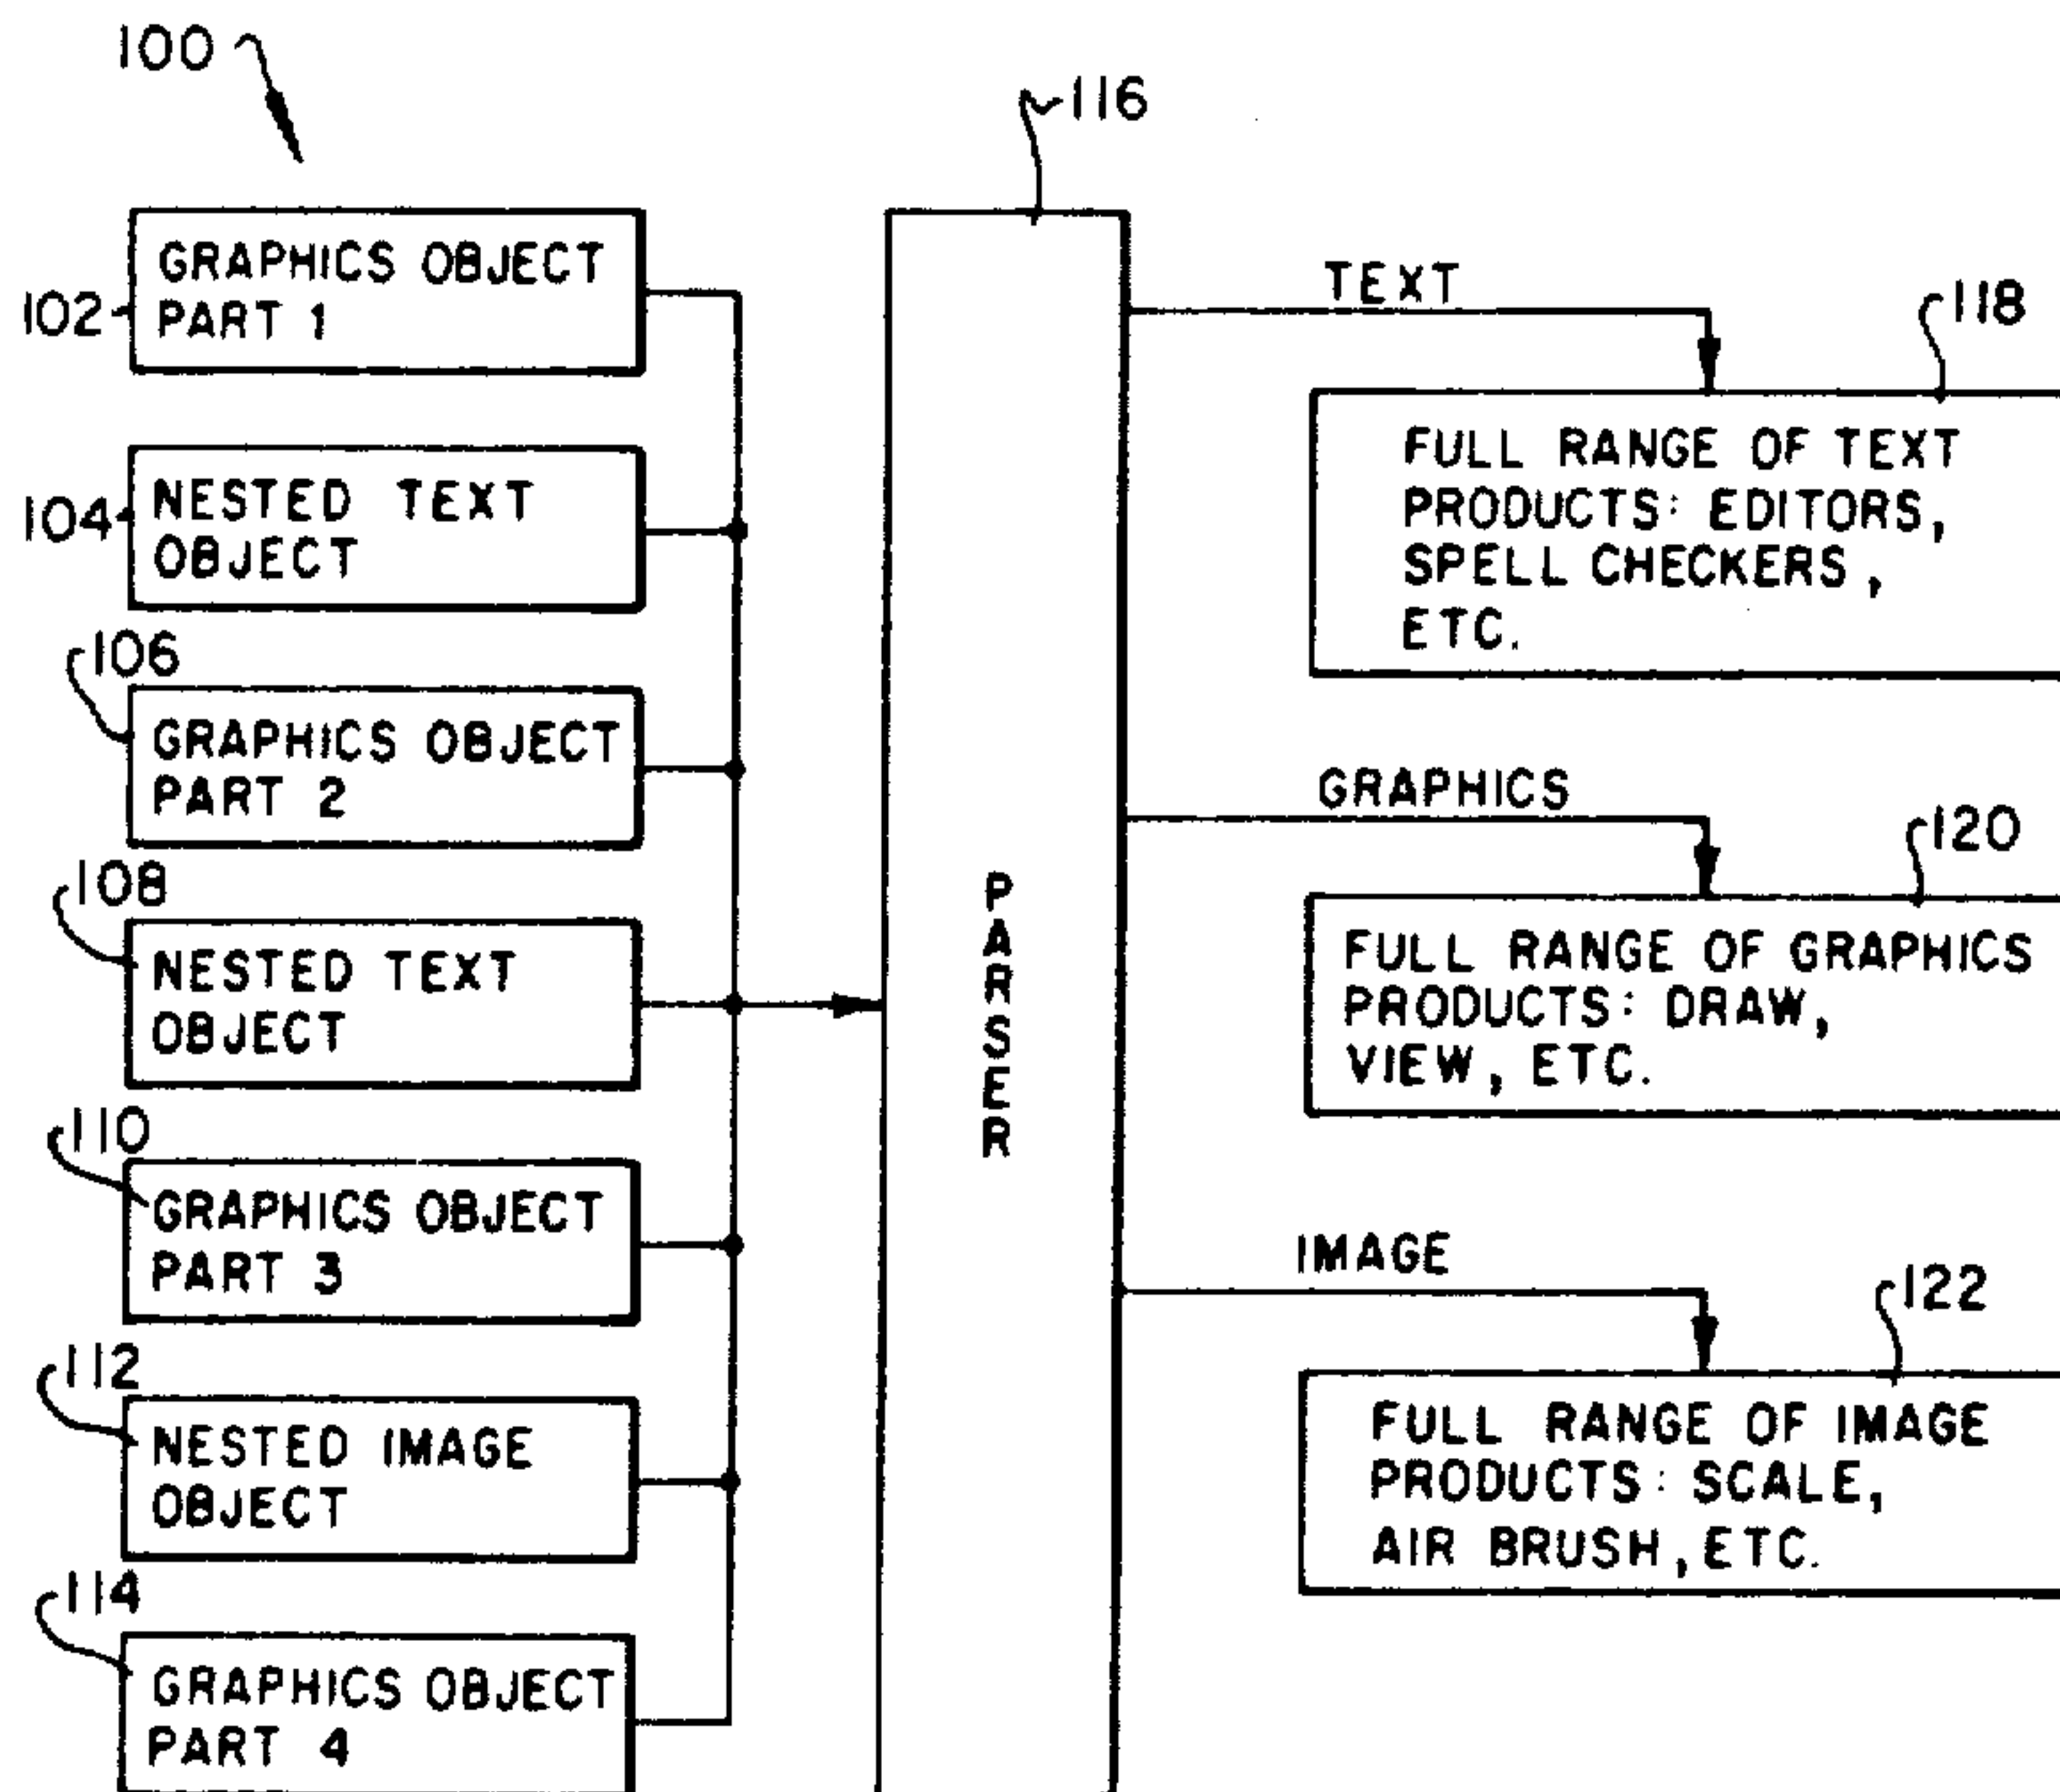 100
116
GRAPHICS OBJECT
PART 1
102
NESTED TEXT
OBJECT
104
106
GRAPHICS OBJECT
PART 2
108
NESTED TEXT
OBJECT
110
GRAPHICS OBJECT
PART 3
112
NESTED IMAGE
OBJECT
114
GRAPHICS OBJECT
PART 4
PARSER
TEXT
118
FULL RANGE OF TEXT
PRODUCTS: EDITORS,
SPELL CHECKERS,
ETC.
GRAPHICS
120
FULL RANGE OF GRAPHICS
PRODUCTS: DRAW,
VIEW, ETC.
IMAGE
122
FULL RANGE OF IMAGE
PRODUCTS: SCALE,
AIR BRUSH, ETC.